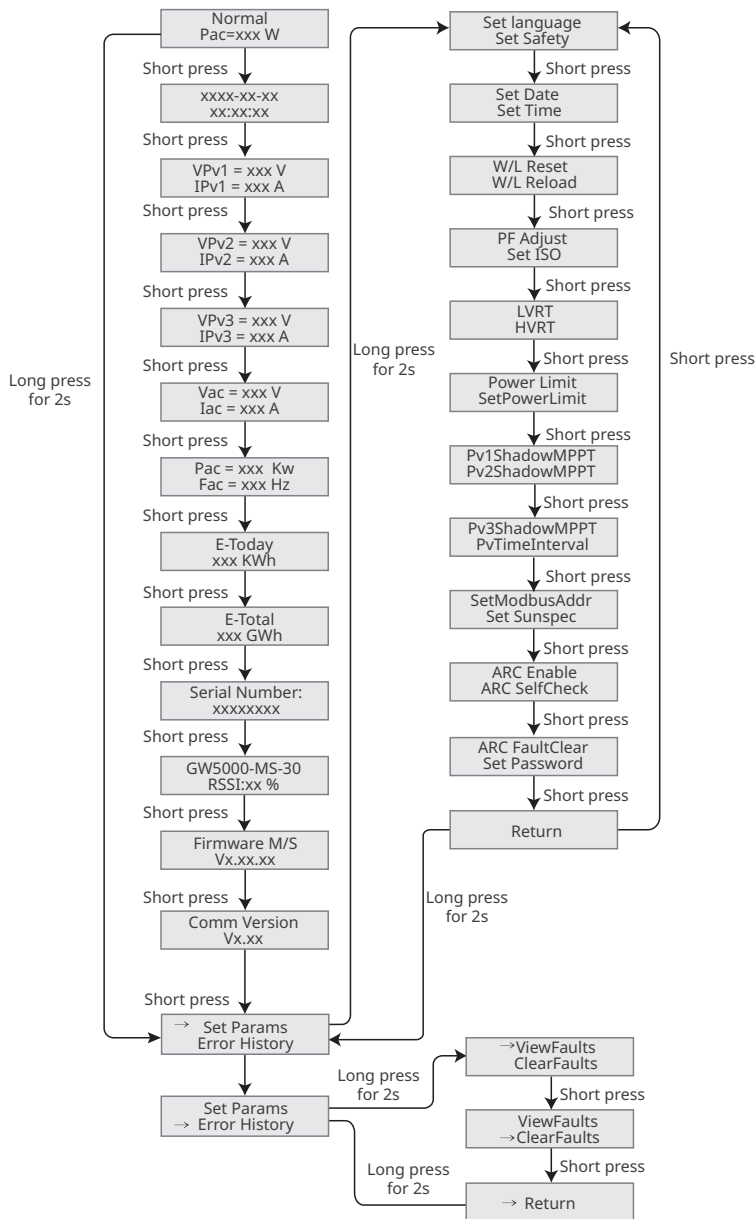 Normal
Pac=xxx W
Short press
xxxx-xx-xx
xx:xx:xx
Short press
VPv1 = xxx V
IPv1 = xxx A
Short press
VPv2 = xxx V
IPv2 = xxx A
Short press
VPv3 = xxx V
IPv3 = xxx A
Short press
Vac = xxx V
Iac = xxx A
Short press
Pac = xxx Kw
Fac = xxx Hz
Short press
E-Today
xxx KWh
Short press
E-Total
xxx GWh
Short press
Serial Number:
xxxxxxxx
Short press
GW5000-MS-30
RSSI:xx %
Short press
Firmware M/S
Vx.xx.xx
Short press
Comm Version
Vx.xx
Short press
→ Set Params
Error History
Set Params
→ Error History
Long press
for 2s
Long press
for 2s
Set language
Set Safety
Short press
Set Date
Set Time
Short press
W/L Reset
W/L Reload
Short press
PF Adjust
Set ISO
Short press
LVRT
HVRT
Short press
Power Limit
SetPowerLimit
Short press
Pv1ShadowMPPT
Pv2ShadowMPPT
Short press
Pv3ShadowMPPT
PvTimeInterval
Short press
SetModbusAddr
Set Sunspec
Short press
ARC Enable
ARC SelfCheck
Short press
ARC FaultClear
Set Password
Short press
Return
Short press
Long press
for 2s
Long press
for 2s
→ViewFaults
ClearFaults
Short press
ViewFaults
→ClearFaults
Short press
→ Return
Long press
for 2s